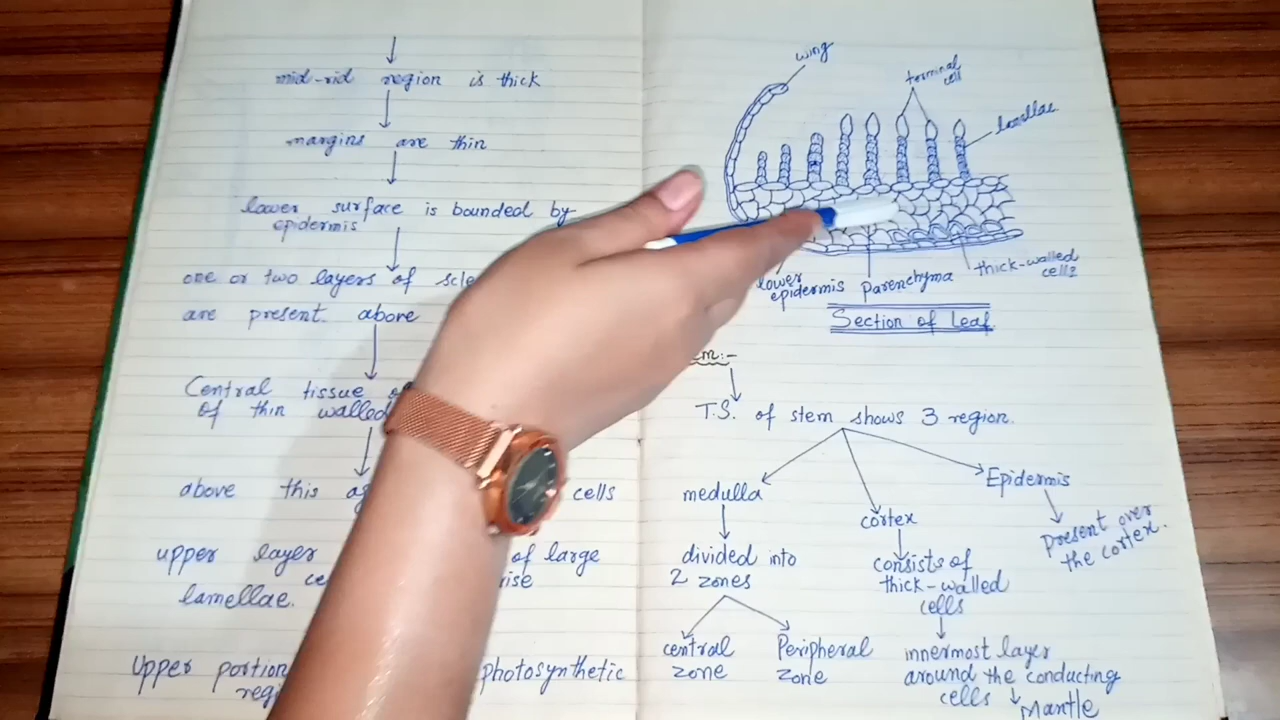 mid-rid region is thick
margins are thin
lower surface is bounded by
epidermis
one or two layers of
are present above
Central tissue
of thin walled
above this cells
upper layer of large
lamellae.
Upper portion photosynthetic
wing
terminal
cell
lamellae
lower
epidermis
parenchyma
thick-walled
cells
Section of Leaf
T.S. of stem shows 3 region.
medulla
divided into
2 zones
central
zone
Peripheral
zone
cortex
consists of
thick-walled
cells
innermost layer
around the conducting
cells
Mantle
Epidermis
Present over
the cortex.